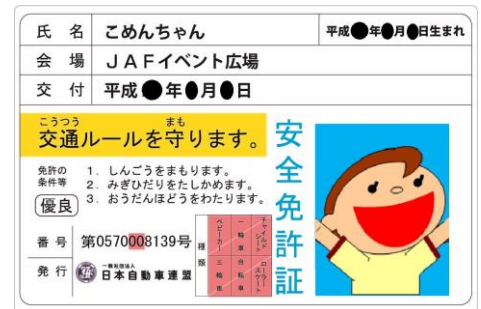 氏 名 こめんちゃん 平成●年●月●日生まれ
会 場 JAFイベント広場
交 付 平成●年●月●日
こうつう まも
交通ルールを守ります。
免許の条件等
1. しんごうをまもります。
2. みぎひだりをたしかめます。
3. おうだんほどうをわたります。
優良
番 号 第0570008139号
発 行 一般社団法人 日本自動車連盟
種類
ベビーカー 一輪車 チャイルドシート
三輪車 自転車 ローラースケート
安全免許証